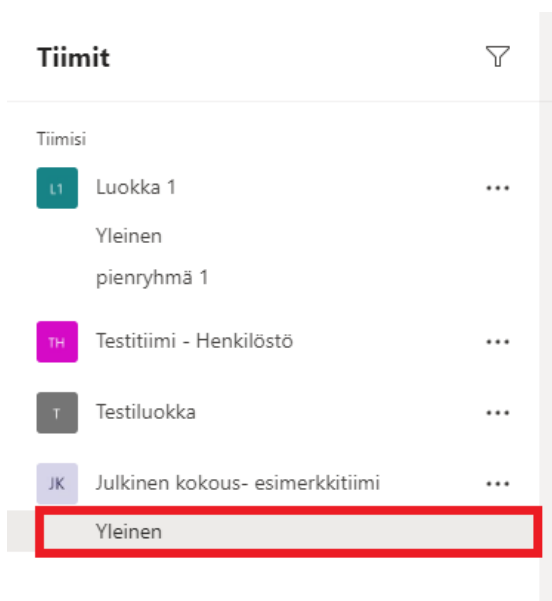 Tiimit
Tiimisi
L1 Luokka 1
Yleinen
pienryhmä 1
TH Testitiimi - Henkilöstö
T Testiluokka
JK Julkinen kokous- esimerkkitiimi
Yleinen